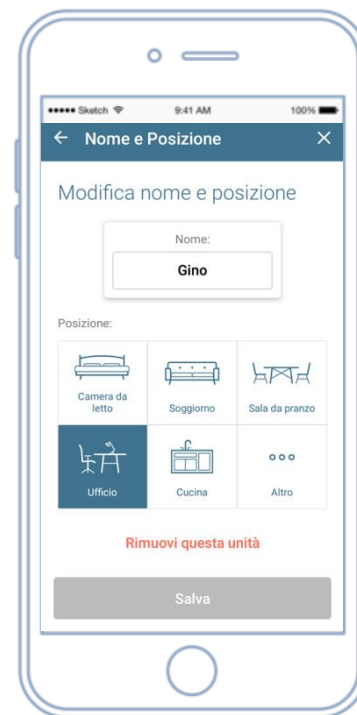 Sketch 9:41 AM 100%
Nome e Posizione
Modifica nome e posizione
Nome:
Gino
Posizione:
Camera da
letto
Soggiorno
Sala da pranzo
Ufficio
Cucina
Altro
Rimuovi questa unità
Salva